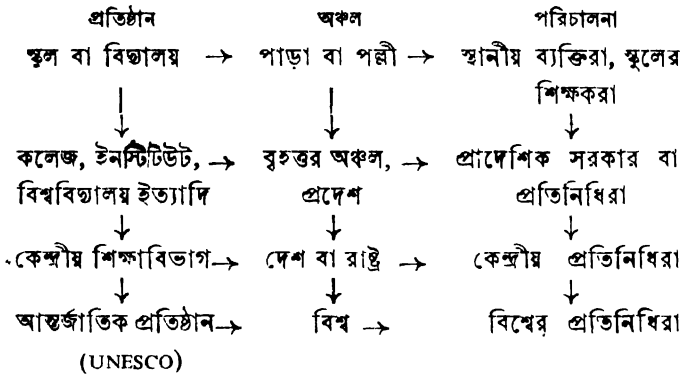 প্রতিষ্ঠান অঞ্চল পরিচালনা
স্কুল বা বিদ্যালয় → পাড়া বা পল্লী → স্থানীয় ব্যক্তিরা, স্কুলের
শিক্ষকরা
কলেজ, ইনস্টিটিউট, → বৃহত্তর অঞ্চল, → প্রাদেশিক সরকার বা
বিশ্ববিদ্যালয় ইত্যাদি প্রদেশ প্রতিনিধিরা
কেন্দ্রীয় শিক্ষাবিভাগ → দেশ বা রাষ্ট্র → কেন্দ্রীয় প্রতিনিধিরা
আন্তর্জাতিক প্রতিষ্ঠান → বিশ্ব → বিশ্বের প্রতিনিধিরা
(UNESCO)